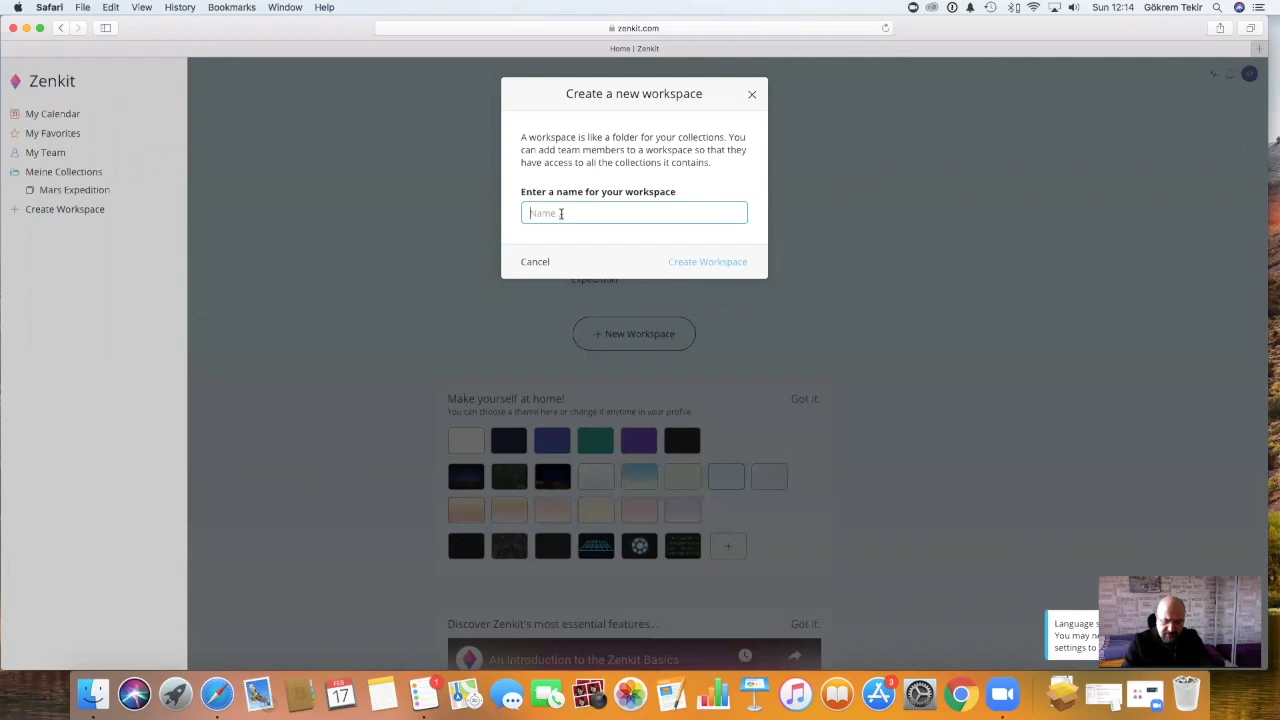 Safari File Edit View History Bookmarks Window Help
Sun 12:14 Gökrem Tekir
zenkit.com
Home | Zenkit
Zenkit
My Calendar
My Favorites
My Team
Meine Collections
Mars Expedition
Create Workspace
Create a new workspace
A workspace is like a folder for your collections. You
can add team members to a workspace so that they
have access to all the collections it contains.
Enter a name for your workspace
Name
Cancel
Create Workspace
Expedition
+ New Workspace
Make yourself at home!
Got it.
You can choose a theme here or change it anytime in your profile.
Discover Zenkit's most essential features...
Got it.
An Introduction to the Zenkit Basics
Language s
You may n
settings to
FEB
17
1
3